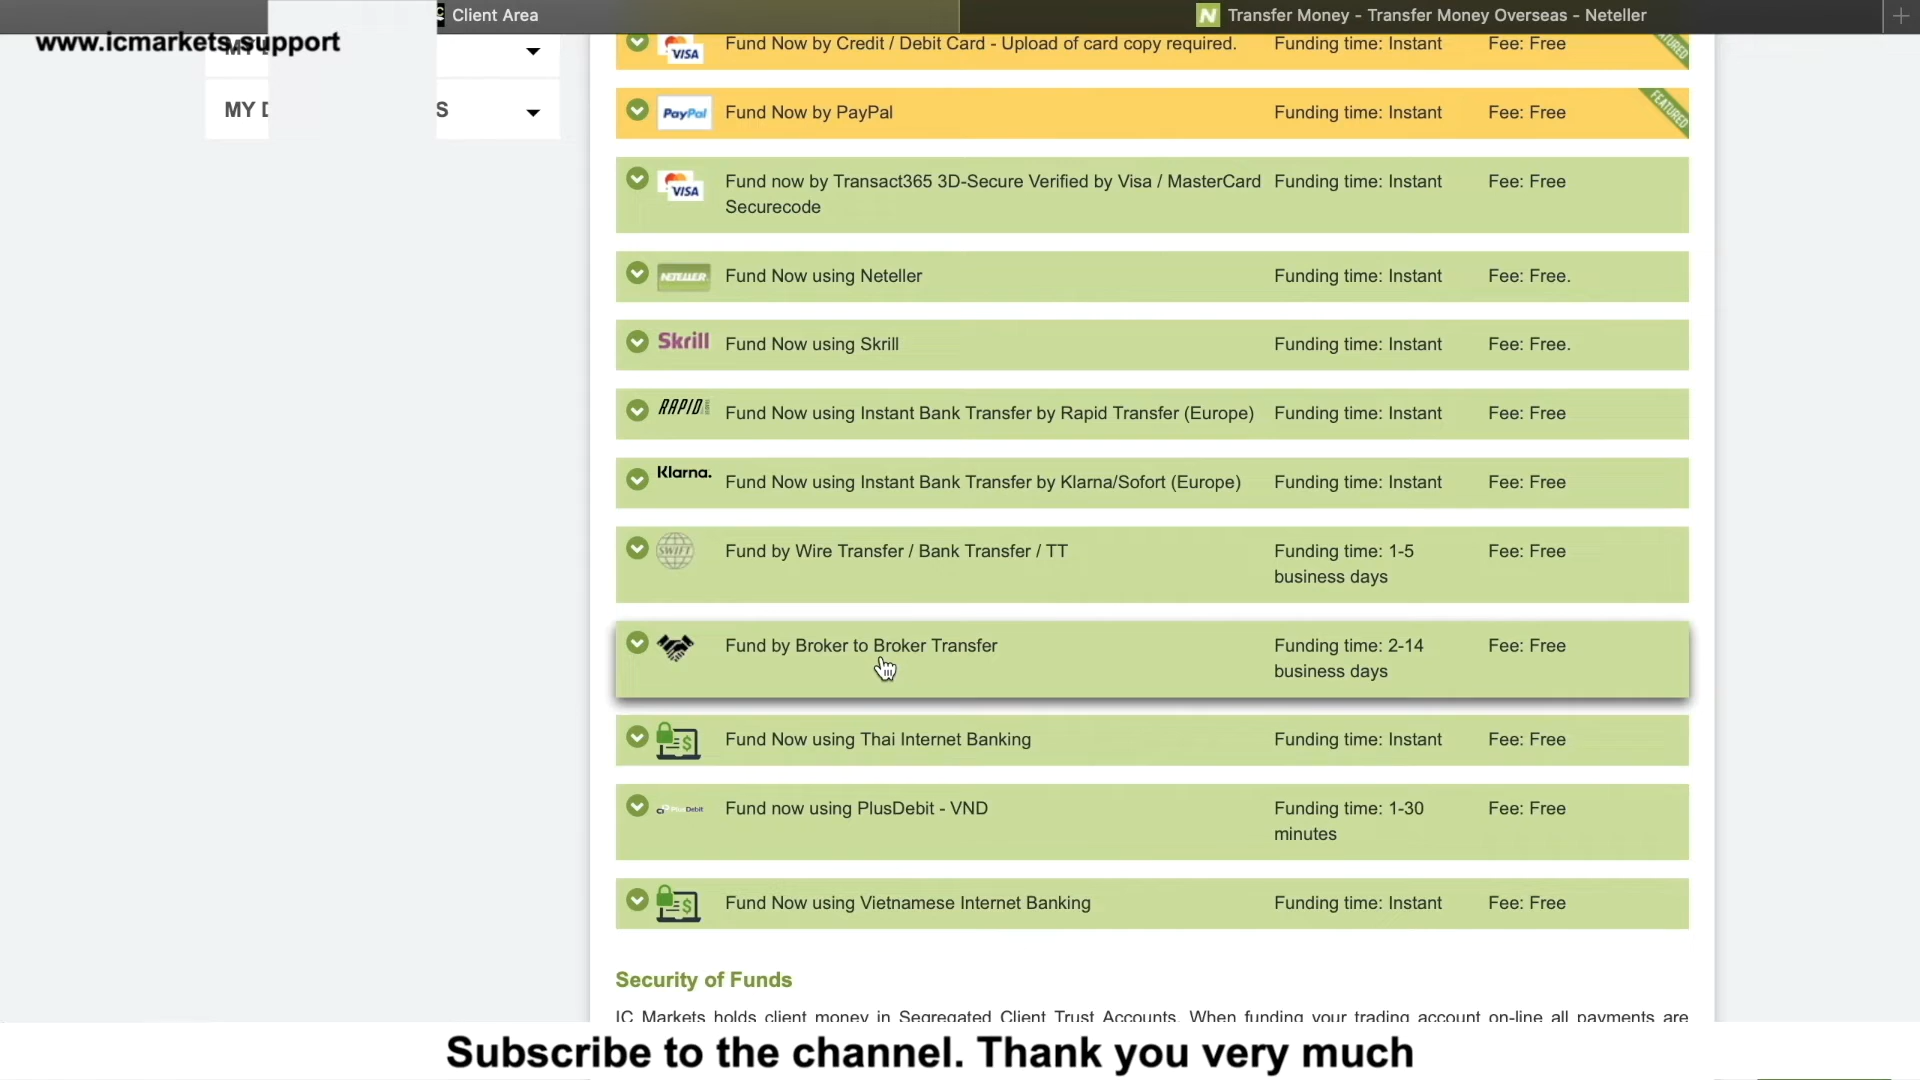 Client Area
Transfer Money - Transfer Money Overseas - Neteller
www.icmarkets.support
VISA
Fund Now by Credit / Debit Card - Upload of card copy required.
Funding time: Instant
Fee: Free
MY D
S
PayPal
Fund Now by PayPal
Funding time: Instant
Fee: Free
FEATURED
VISA
Fund now by Transact365 3D-Secure Verified by Visa / MasterCard
Securecode
Funding time: Instant
Fee: Free
NETELLER
Fund Now using Neteller
Funding time: Instant
Fee: Free.
Skrill
Fund Now using Skrill
Funding time: Instant
Fee: Free.
RAPID
Fund Now using Instant Bank Transfer by Rapid Transfer (Europe)
Funding time: Instant
Fee: Free
Klarna.
Fund Now using Instant Bank Transfer by Klarna/Sofort (Europe)
Funding time: Instant
Fee: Free
SWIFT
Fund by Wire Transfer / Bank Transfer / TT
Funding time: 1-5
business days
Fee: Free
Fund by Broker to Broker Transfer
Funding time: 2-14
business days
Fee: Free
Fund Now using Thai Internet Banking
Funding time: Instant
Fee: Free
PlusDebit
Fund now using PlusDebit - VND
Funding time: 1-30
minutes
Fee: Free
Fund Now using Vietnamese Internet Banking
Funding time: Instant
Fee: Free
Security of Funds
IC Markets holds client money in Segregated Client Trust Accounts. When funding your trading account on-line all payments are
Subscribe to the channel. Thank you very much